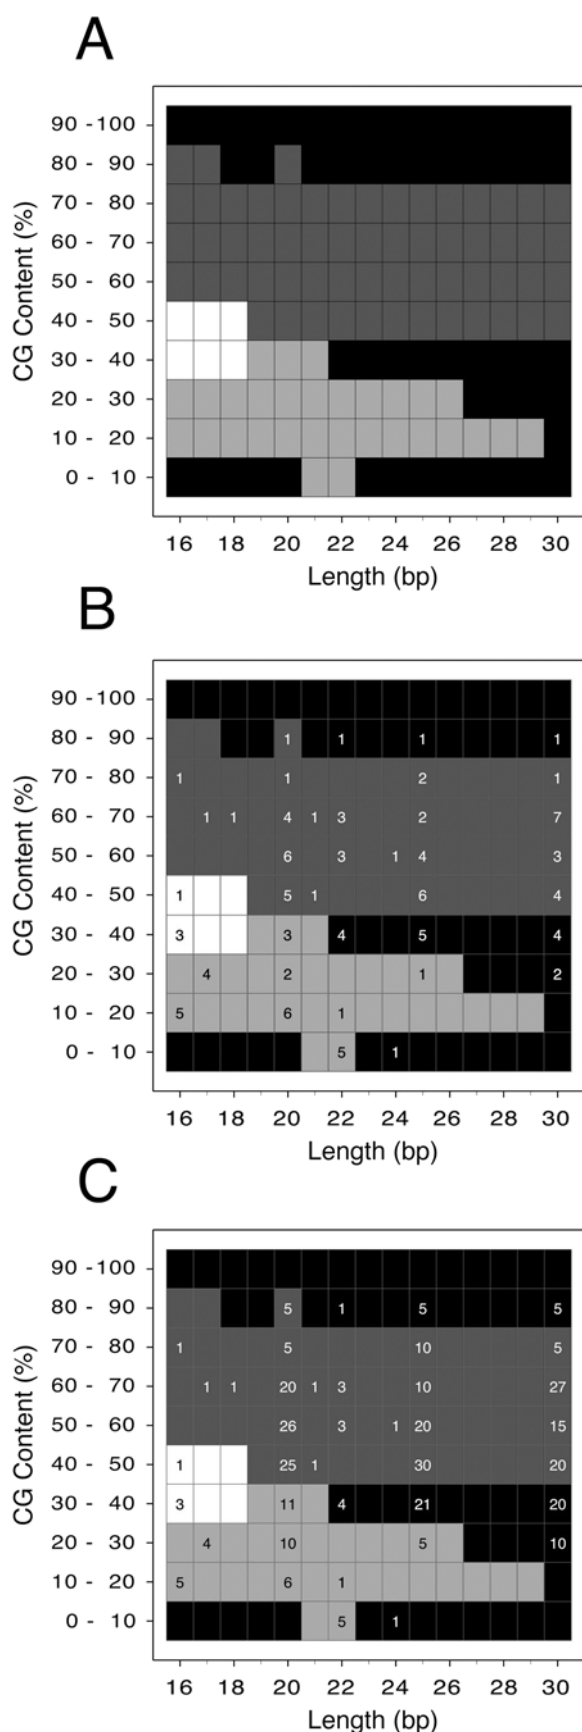 A
90 - 100
80 - 90
70 - 80
60 - 70
50 - 60
40 - 50
30 - 40
20 - 30
10 - 20
0 - 10
CG Content (%)
16 18 20 22 24 26 28 30
Length (bp)
B
90 - 100
80 - 90 1 1 1 1
70 - 80 1 1 2 1
60 - 70 1 1 4 1 3 2 7
50 - 60 6 3 1 4 3
40 - 50 1 5 1 6 4
30 - 40 3 3 4 5 4
20 - 30 4 2 1 2
10 - 20 5 6 1
0 - 10 5 1
CG Content (%)
16 18 20 22 24 26 28 30
Length (bp)
C
90 - 100
80 - 90 5 1 5 5
70 - 80 1 5 10 5
60 - 70 1 1 20 1 3 10 27
50 - 60 26 3 1 20 15
40 - 50 1 25 1 30 20
30 - 40 3 11 4 21 20
20 - 30 4 10 5 10
10 - 20 5 6 1
0 - 10 5 1
CG Content (%)
16 18 20 22 24 26 28 30
Length (bp)